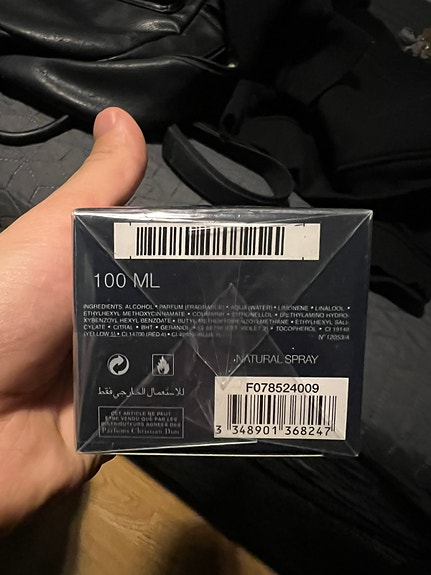 100 ML
INGREDIENTS: ALCOHOL • PARFUM (FRAGRANCE) • AQUA (WATER) • LIMONENE • LINALOOL •
ETHYLHEXYL METHOXYCINNAMATE • COUMARIN • CITRONELLOL • DIETHYLAMINO HYDRO-
XYBENZOYL HEXYL BENZOATE • BUTYL METHOXYDIBENZOYLMETHANE • ETHYLHEXYL SALI-
CYLATE • CITRAL • BHT • GERANIOL • TOCOPHEROL • CI 19140
(YELLOW 5) • CI 14700 (RED 4) •
N° 12053/A
NATURAL SPRAY
للاستعمال الخارجي فقط
F078524009
CET ARTICLE NE PEUT
ÊTRE VENDU QUE PAR LES
DISTRIBUTEURS AGRÉÉS DES
Parfums Christian Dior
3 348901 368247